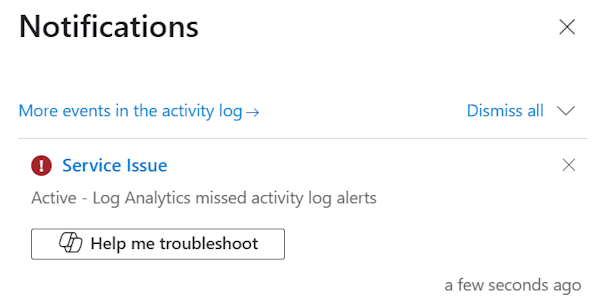 Notifications
More events in the activity log → Dismiss all
Service Issue
Active - Log Analytics missed activity log alerts
Help me troubleshoot
a few seconds ago